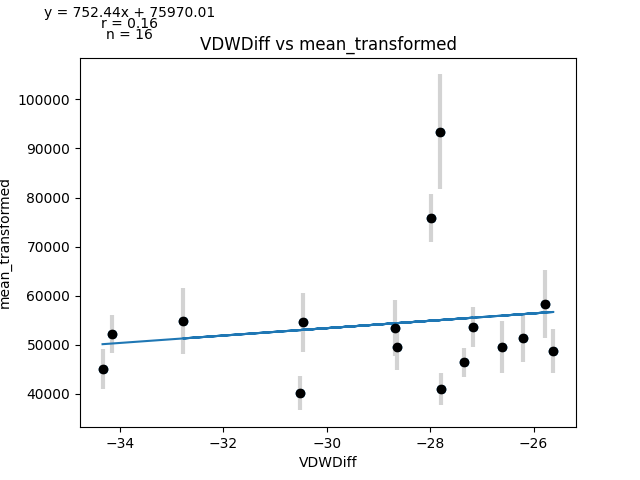 y = 752.44x + 75970.01
r = 0.16
n = 16
VDWDiff vs mean_transformed
100000
90000
80000
70000
60000
50000
40000
mean_transformed
−34
−32
−30
−28
−26
VDWDiff